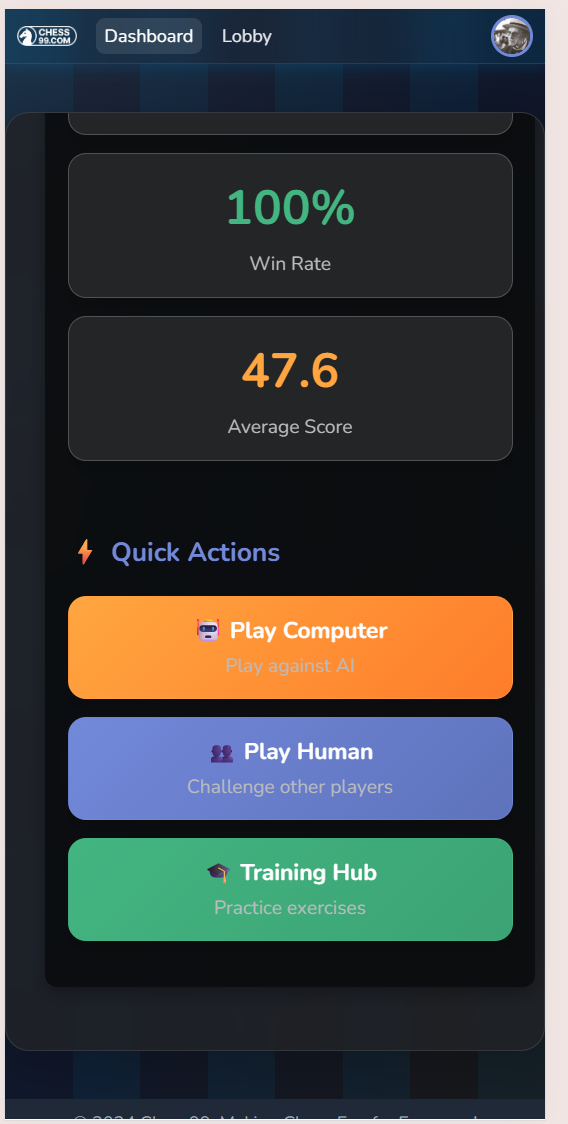 CHESS
99.COM
Dashboard
Lobby
100%
Win Rate
47.6
Average Score
Quick Actions
Play Computer
Play against AI
Play Human
Challenge other players
Training Hub
Practice exercises